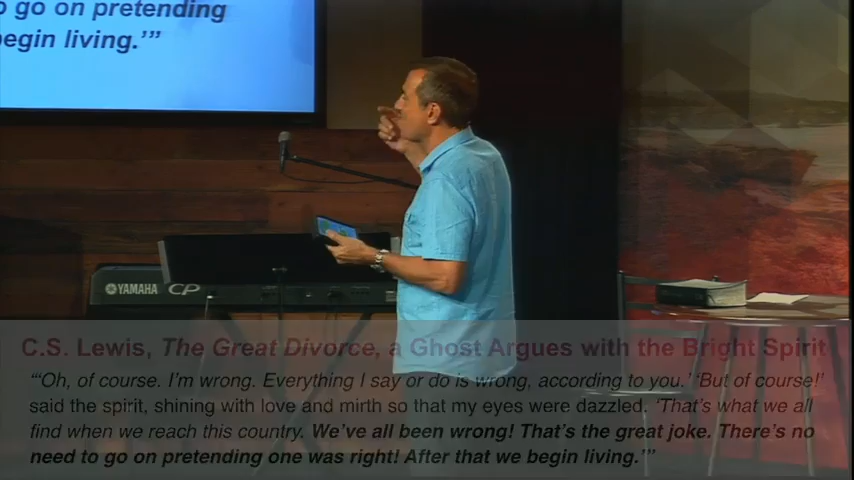 o go on pretending
egin living.’”
YAMAHA CP
C.S. Lewis, The Great Divorce, a Ghost Argues with the Bright Spirit
“‘Oh, of course. I’m wrong. Everything I say or do is wrong, according to you.’ ‘But of course!’
said the spirit, shining with love and mirth so that my eyes were dazzled. ‘That’s what we all
find when we reach this country. We’ve all been wrong! That’s the great joke. There’s no
need to go on pretending one was right! After that we begin living.’”